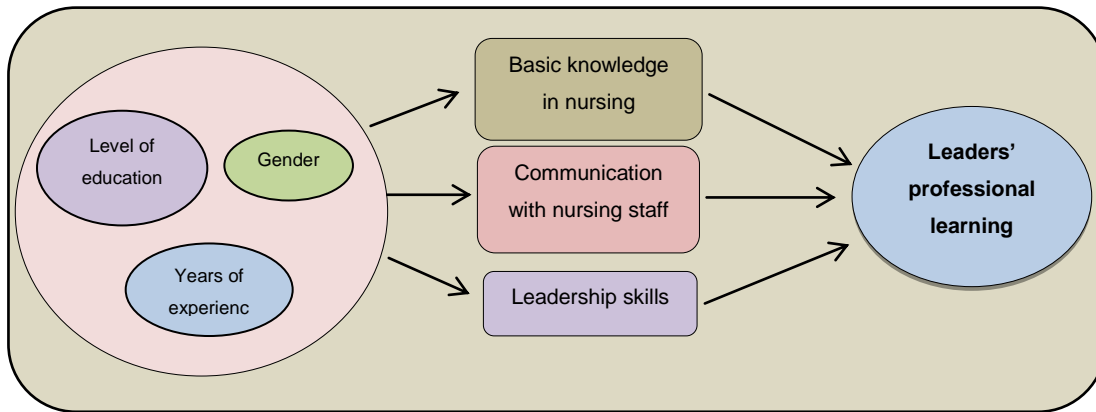 Level of
education
Gender
Years of
experienc
Basic knowledge
in nursing
Communication
with nursing staff
Leadership skills
Leaders’
professional
learning